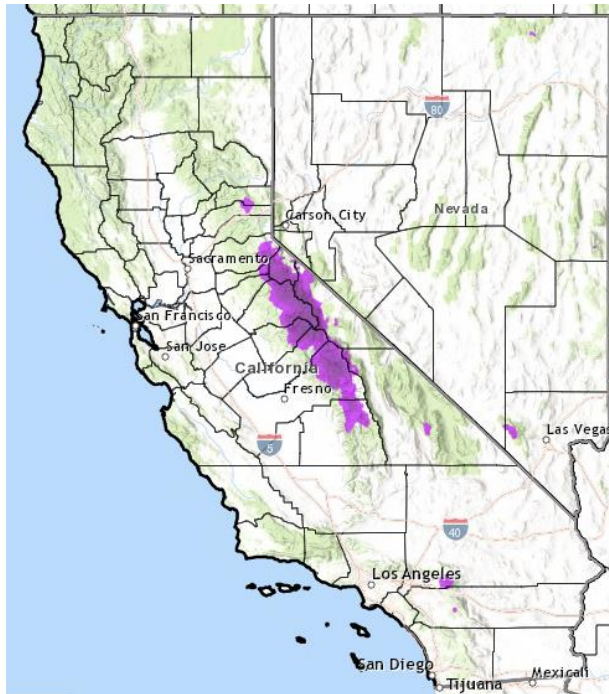 80
Nevada
Carson City
Sacramento
San Francisco
San Jose
California
Fresno
5
Las Vegas
40
Los Angeles
San Diego
Tijuana
Mexicali